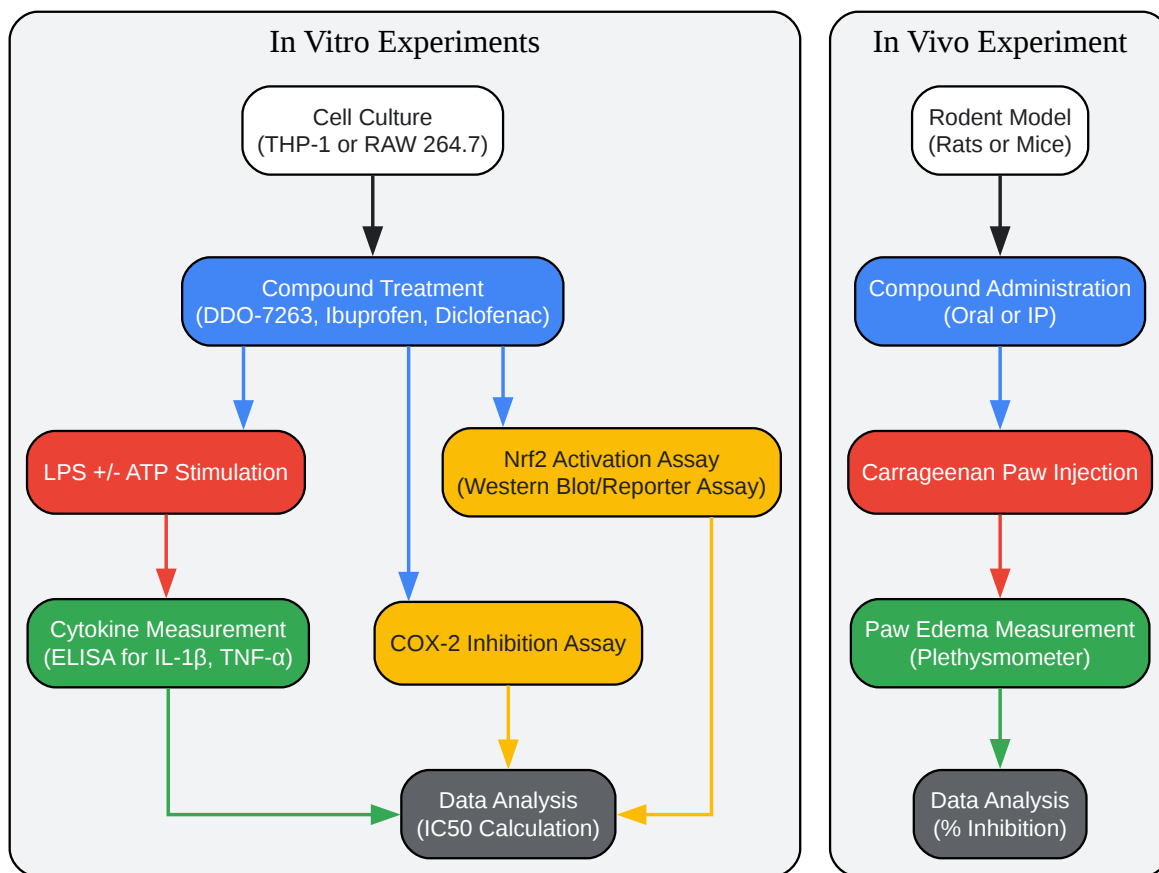 In Vitro Experiments
Cell Culture
(THP-1 or RAW 264.7)
Compound Treatment
(DDO-7263, Ibuprofen, Diclofenac)
LPS +/- ATP Stimulation
Nrf2 Activation Assay
(Western Blot/Reporter Assay)
Cytokine Measurement
(ELISA for IL-1β, TNF-α)
COX-2 Inhibition Assay
Data Analysis
(IC50 Calculation)
In Vivo Experiment
Rodent Model
(Rats or Mice)
Compound Administration
(Oral or IP)
Carrageenan Paw Injection
Paw Edema Measurement
(Plethysmometer)
Data Analysis
(% Inhibition)